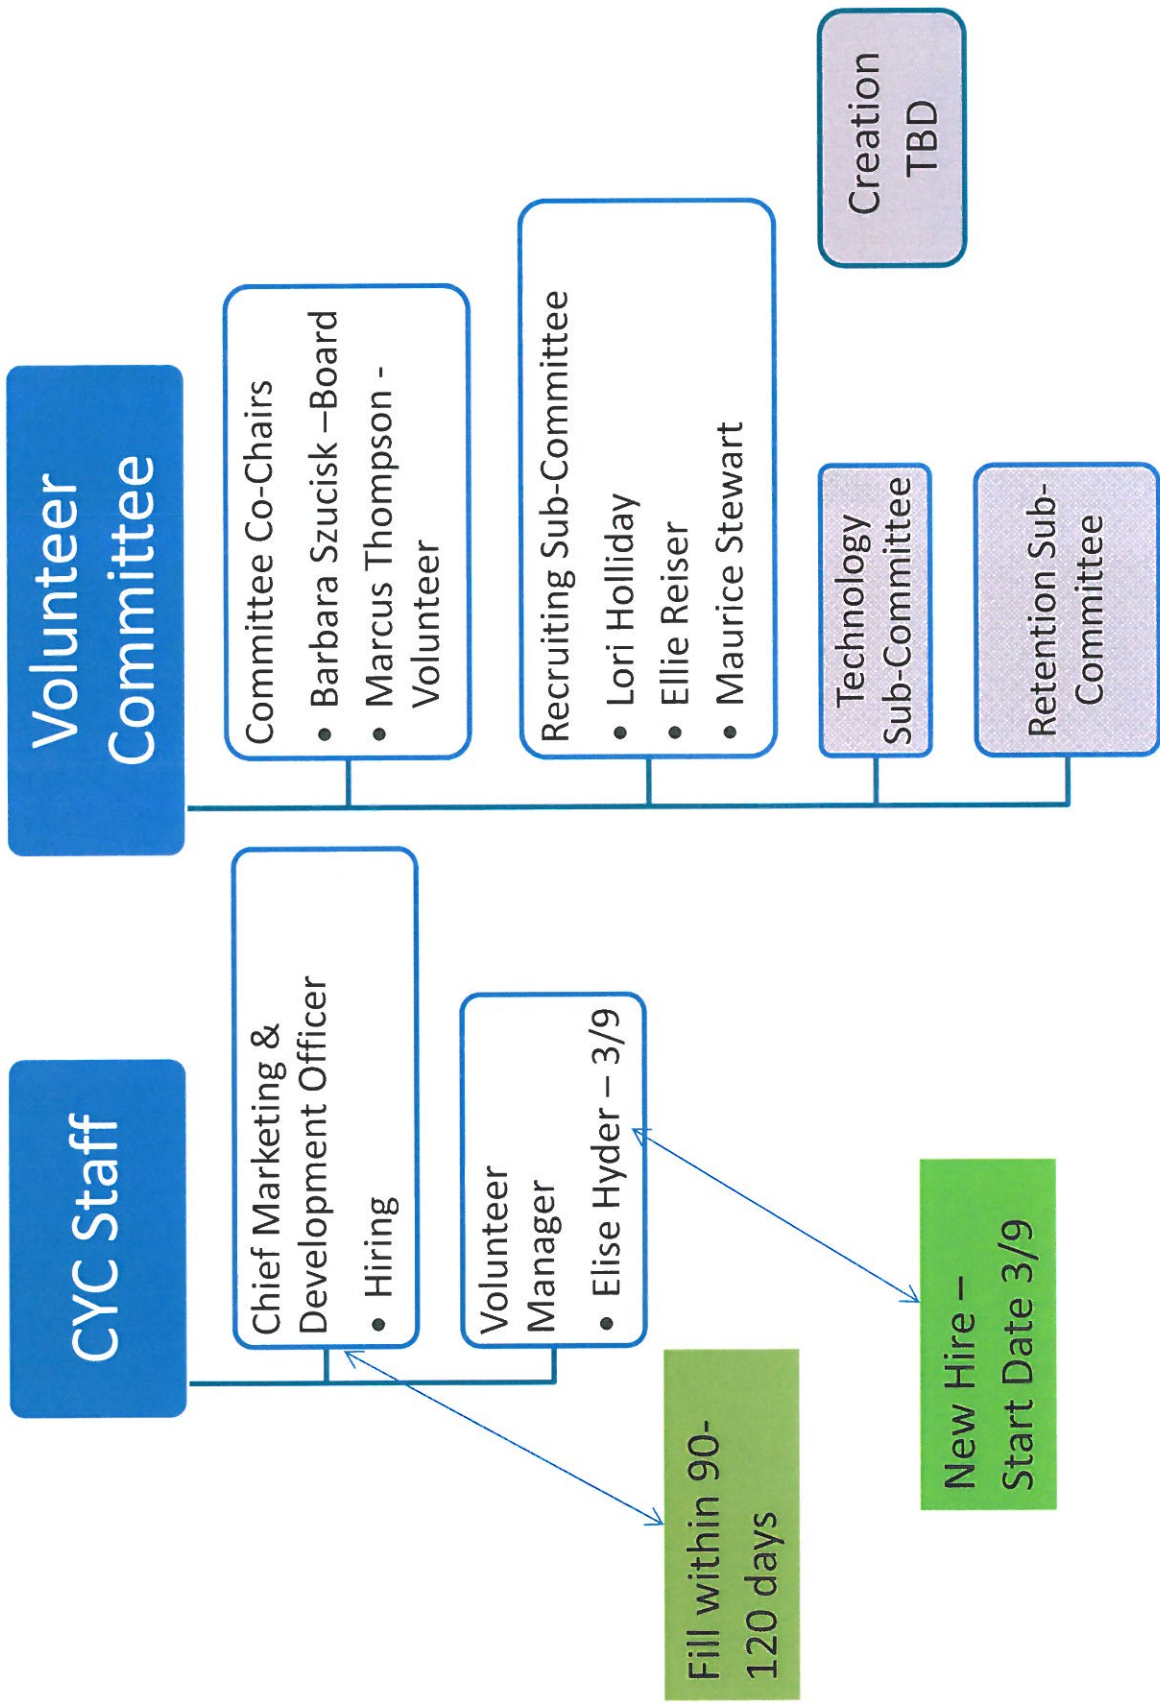 CYC Staff
Chief Marketing &
Development Officer
• Hiring
Volunteer
Manager
• Elise Hyder – 3/9
Fill within 90-
120 days
New Hire –
Start Date 3/9
Volunteer
Committee
Committee Co-Chairs
• Barbara Szucisk –Board
• Marcus Thompson -
Volunteer
Recruiting Sub-Committee
• Lori Holliday
• Ellie Reiser
• Maurice Stewart
Technology
Sub-Committee
Retention Sub-
Committee
Creation
TBD